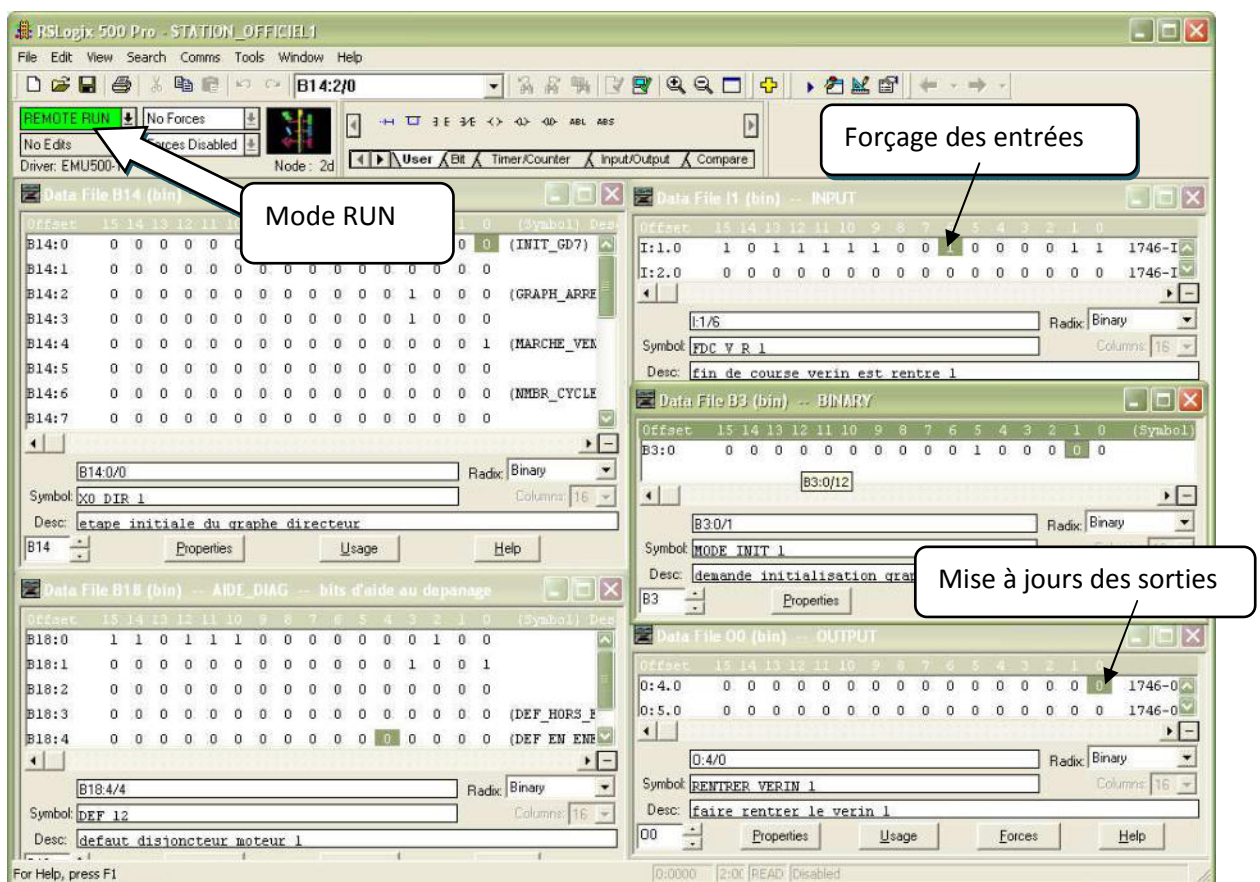 RSLogix 500 Pro - STATION_OFFICIEL1
File Edit View Search Comms Tools Window Help
B14:2/0
REMOTE RUN No Forces
No Edits Forces Disabled
Driver: EMU500-1 Node: 2d
ABL ABS
User Bit Timer/Counter Input/Output Compare
Forçage des entrées
Mode RUN
Data File B14 (bin)
Offset 15 14 13 12 11 10 1 0 (Symbol) Des
B14:0 0 0 0 0 0 0 0 0 (INIT_GD7)
B14:1 0 0 0 0 0 0 0 0 0 0 0 0 0 0 0 0
B14:2 0 0 0 0 0 0 0 0 0 0 0 0 1 0 0 0 (GRAPH_ARRE
B14:3 0 0 0 0 0 0 0 0 0 0 0 0 1 0 0 0
B14:4 0 0 0 0 0 0 0 0 0 0 0 0 0 0 0 1 (MARCHE_VEN
B14:5 0 0 0 0 0 0 0 0 0 0 0 0 0 0 0 0
B14:6 0 0 0 0 0 0 0 0 0 0 0 0 0 0 0 0 (NMBR_CYCLE
B14:7 0 0 0 0 0 0 0 0 0 0 0 0 0 0 0 0
B14:0/0 Radix: Binary
Symbol: X0 DIR 1 Columns: 16
Desc: etape initiale du graphe directeur
B14 Properties Usage Help
Data File I1 (bin) -- INPUT
Offset 15 14 13 12 11 10 9 8 7 5 4 3 2 1 0
I:1.0 1 0 1 1 1 1 1 0 0 1 0 0 0 0 1 1 1746-I
I:2.0 0 0 0 0 0 0 0 0 0 0 0 0 0 0 0 0 1746-I
I:1/6 Radix: Binary
Symbol: FDC V R 1 Columns: 16
Desc: fin de course verin est rentre 1
Data File B3 (bin) -- BINARY
Offset 15 14 13 12 11 10 9 8 7 6 5 4 3 2 1 0 (Symbol)
B3:0 0 0 0 0 0 0 0 0 0 0 1 0 0 0 0 0
B3:0/12
B3:0/1 Radix: Binary
Symbol: MODE INIT 1
Desc: demande initialisation grap
B3 Properties
Mise à jours des sorties
Data File B18 (bin) -- AIDE_DIAG -- bits d'aide au depanage
Offset 15 14 13 12 11 10 9 8 7 6 5 4 3 2 1 0 (Symbol) Des
B18:0 1 1 0 1 1 1 0 0 0 0 0 0 0 1 0 0
B18:1 0 0 0 0 0 0 0 0 0 0 0 0 1 0 0 1
B18:2 0 0 0 0 0 0 0 0 0 0 0 0 0 0 0 0
B18:3 0 0 0 0 0 0 0 0 0 0 0 0 0 0 0 0 (DEF_HORS_E
B18:4 0 0 0 0 0 0 0 0 0 0 0 0 0 0 0 0 (DEF EN ENE
B18:4/4 Radix: Binary
Symbol: DEF 12 Columns: 16
Desc: defaut disjoncteur moteur 1
Data File O0 (bin) -- OUTPUT
Offset 15 14 13 12 11 10 9 8 7 6 5 4 3 2 1 0
O:4.0 0 0 0 0 0 0 0 0 0 0 0 0 0 0 0 0 1746-O
O:5.0 0 0 0 0 0 0 0 0 0 0 0 0 0 0 0 0 1746-O
O:4/0 Radix: Binary
Symbol: RENTRER VERIN 1 Columns: 16
Desc: faire rentrer le verin 1
O0 Properties Usage Forces Help
For Help, press F1 0:0000 READ Disabled